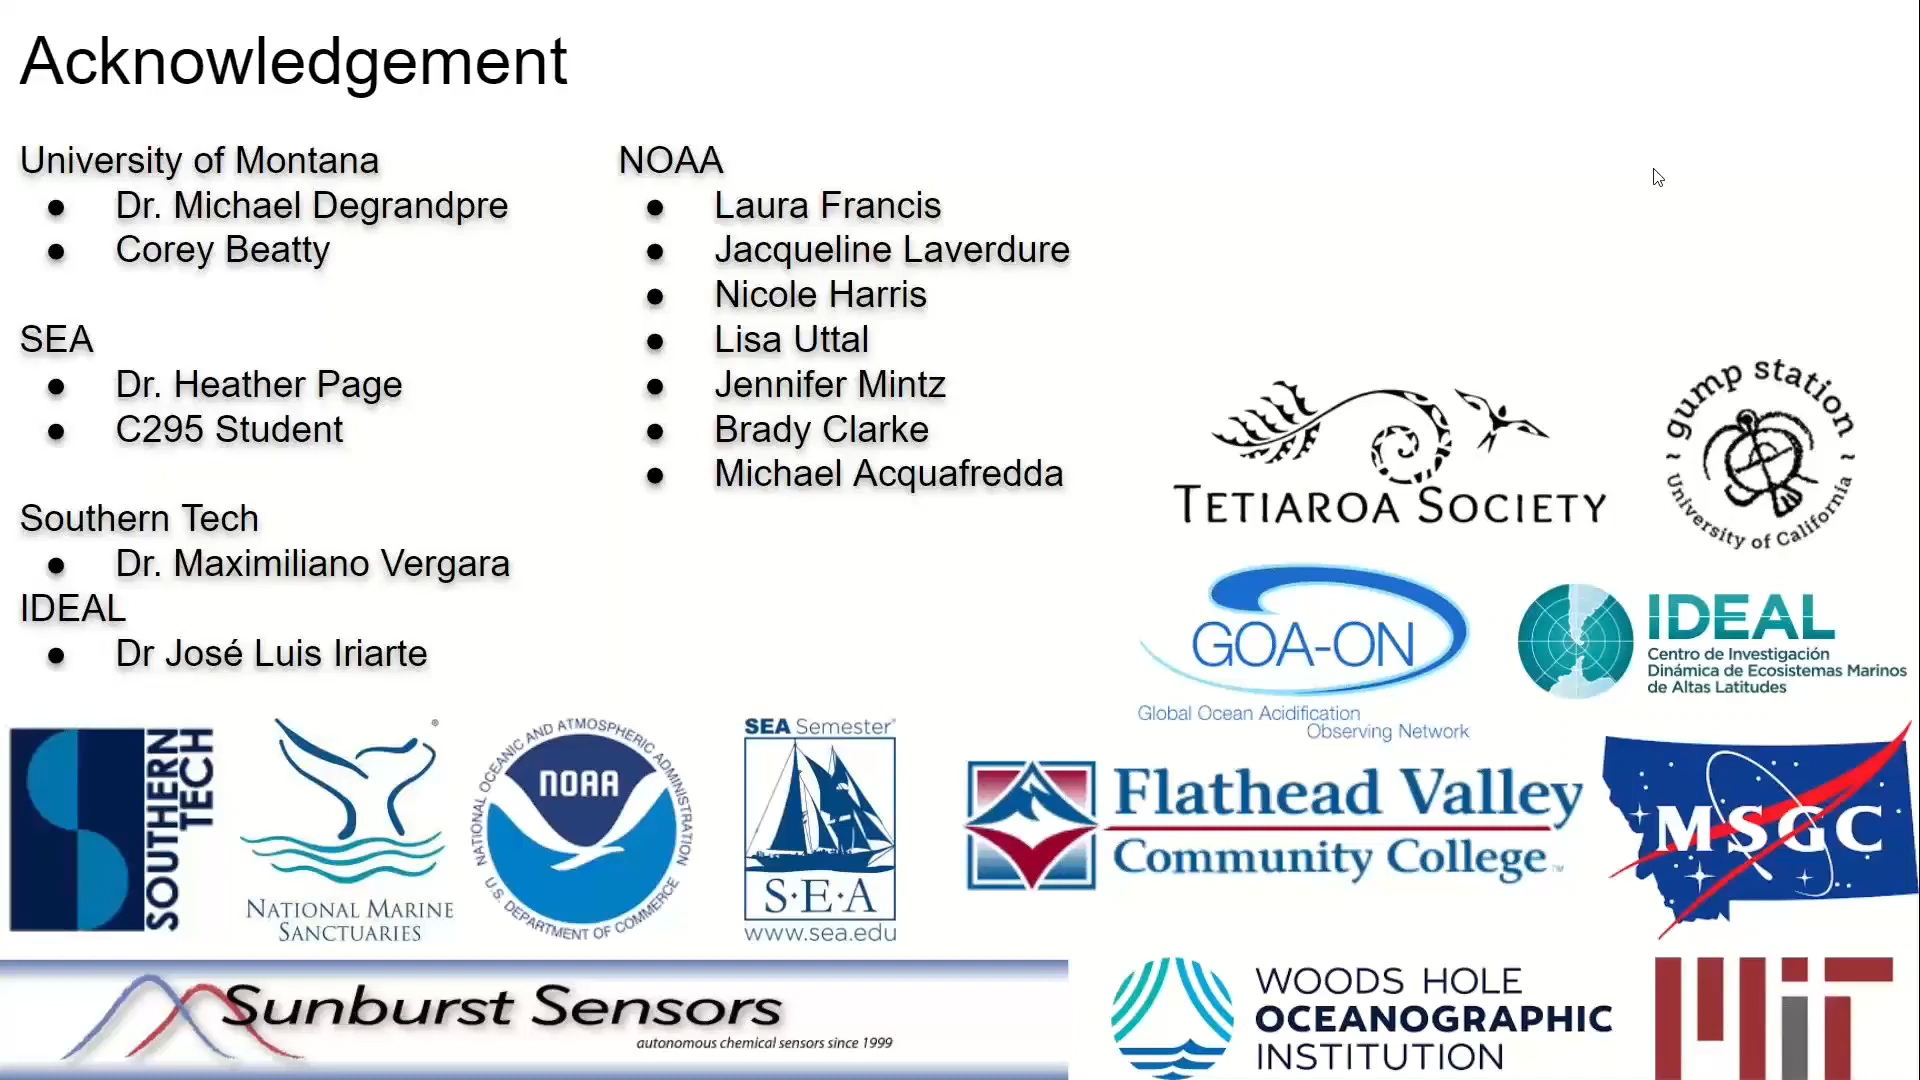 Acknowledgement
University of Montana
● Dr. Michael Degrandpre
● Corey Beatty
SEA
● Dr. Heather Page
● C295 Student
Southern Tech
● Dr. Maximiliano Vergara
IDEAL
● Dr José Luis Iriarte
NOAA
● Laura Francis
● Jacqueline Laverdure
● Nicole Harris
● Lisa Uttal
● Jennifer Mintz
● Brady Clarke
● Michael Acquafredda
TETIAROA SOCIETY
~ gump station ~
University of California
GOA-ON
Global Ocean Acidification
Observing Network
IDEAL
Centro de Investigación
Dinámica de Ecosistemas Marinos
de Altas Latitudes
SOUTHERN
TECH
®
NATIONAL MARINE
SANCTUARIES
NATIONAL OCEANIC AND ATMOSPHERIC ADMINISTRATION
NOAA
U.S. DEPARTMENT OF COMMERCE
SEA Semester®
S·E·A
www.sea.edu
Flathead Valley
Community College™
MSGC
Sunburst Sensors
autonomous chemical sensors since 1999
WOODS HOLE
OCEANOGRAPHIC
INSTITUTION
MIT